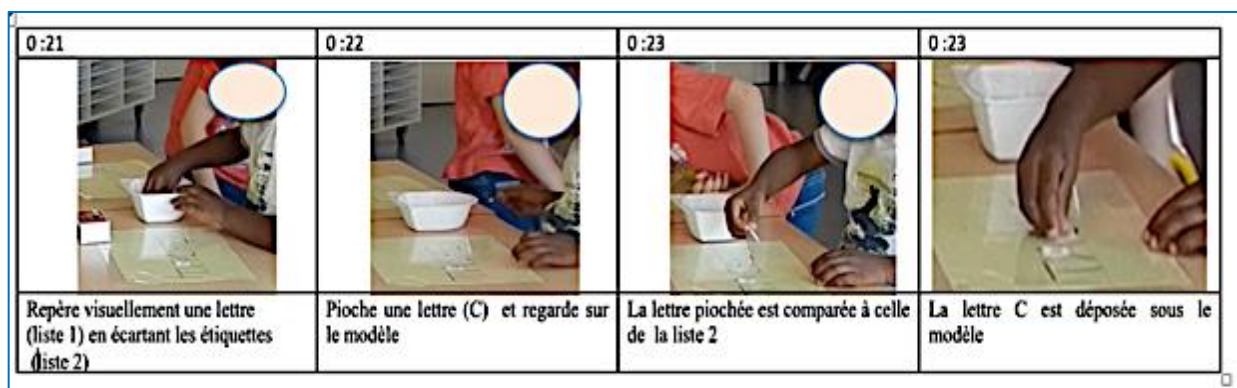 0 :21
0 :22
0 :23
0 :23
Repère visuellement une lettre
(liste 1) en écartant les étiquettes
(liste 2)
Pioche une lettre (C) et regarde sur
le modèle
La lettre piochée est comparée à celle
de la liste 2
La lettre C est déposée sous le
modèle